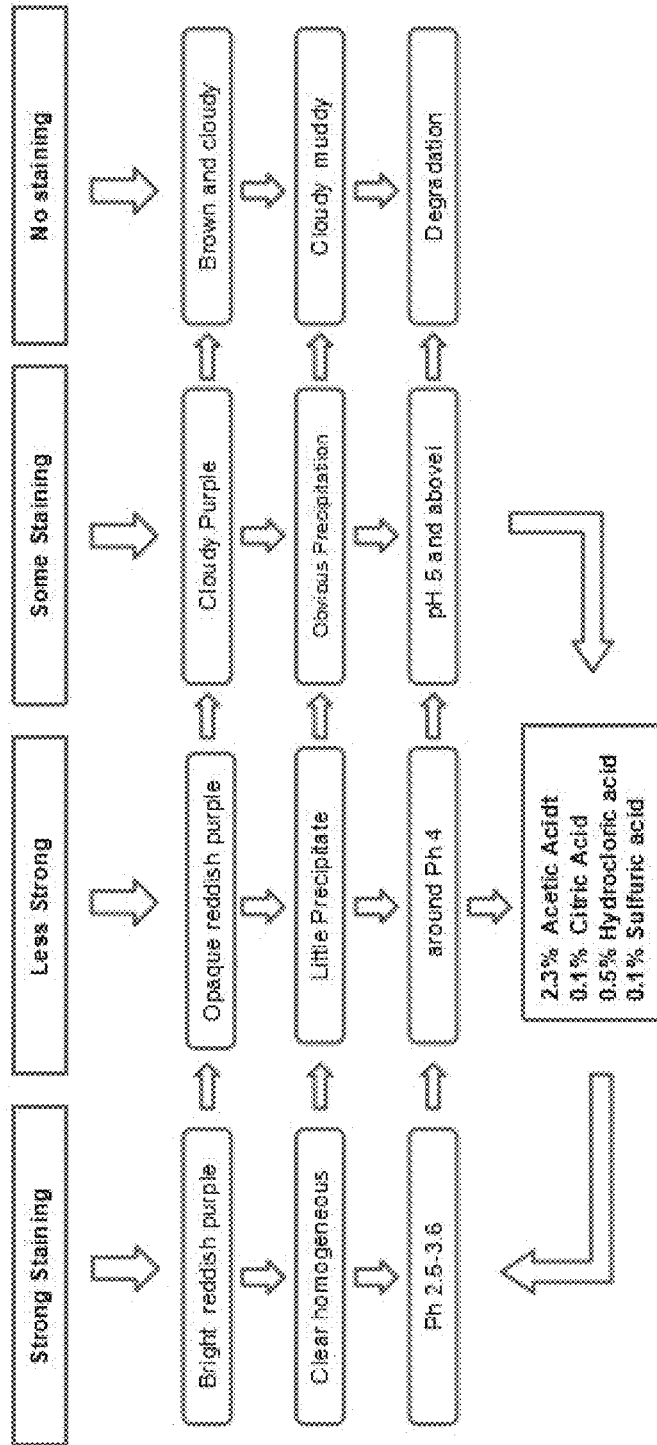 Strong Staining
Less Strong
Some Staining
No staining
Bright reddish purple
Opaque reddish purple
Cloudy Purple
Brown and cloudy
Clear homogeneous
Little Precipitate
Obvious Precipitation
Cloudy muddy
Ph 2.5-3.6
around Ph 4
pH 5 and abovel
Degradation
2.3% Acetic Acidt
0.1% Citric Acid
0.5% Hydrocloric acid
0.1% Sulfuric acid